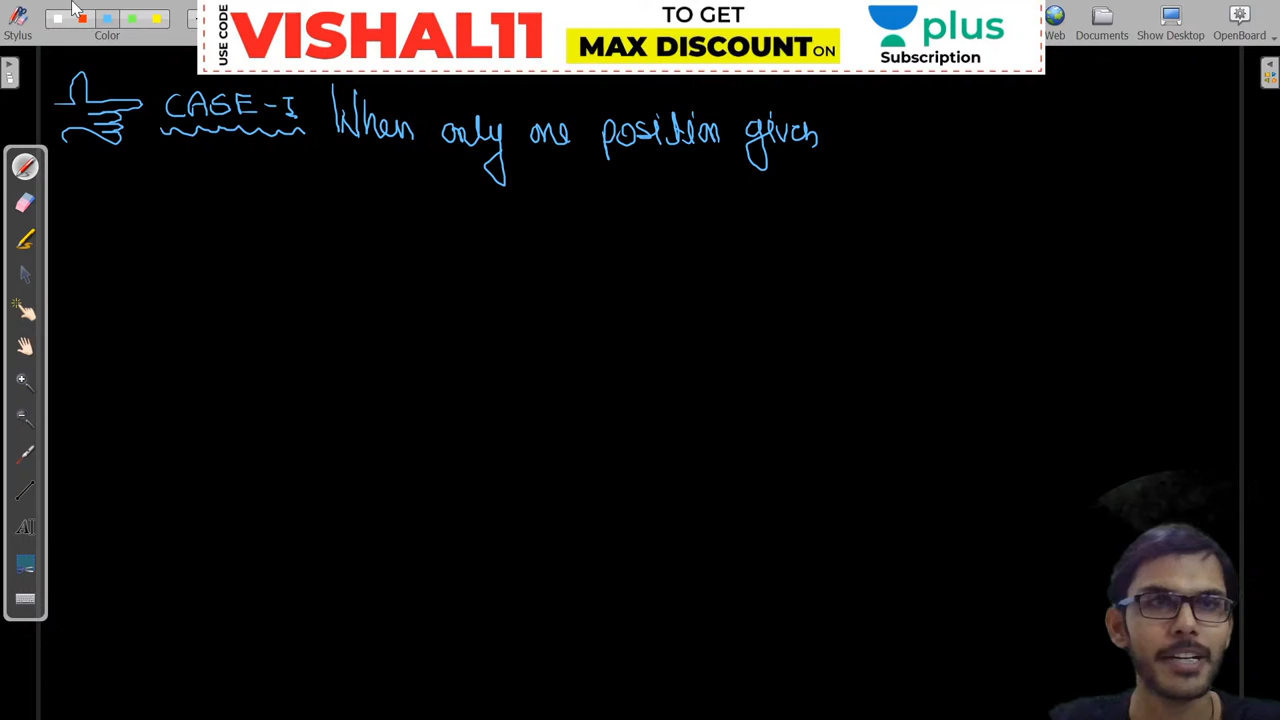 Stylus
Color
USE CODE
VISHAL11
TO GET
MAX DISCOUNT ON
plus
Subscription
Web
Documents
Show Desktop
OpenBoard
CASE-I When only one position given
AI